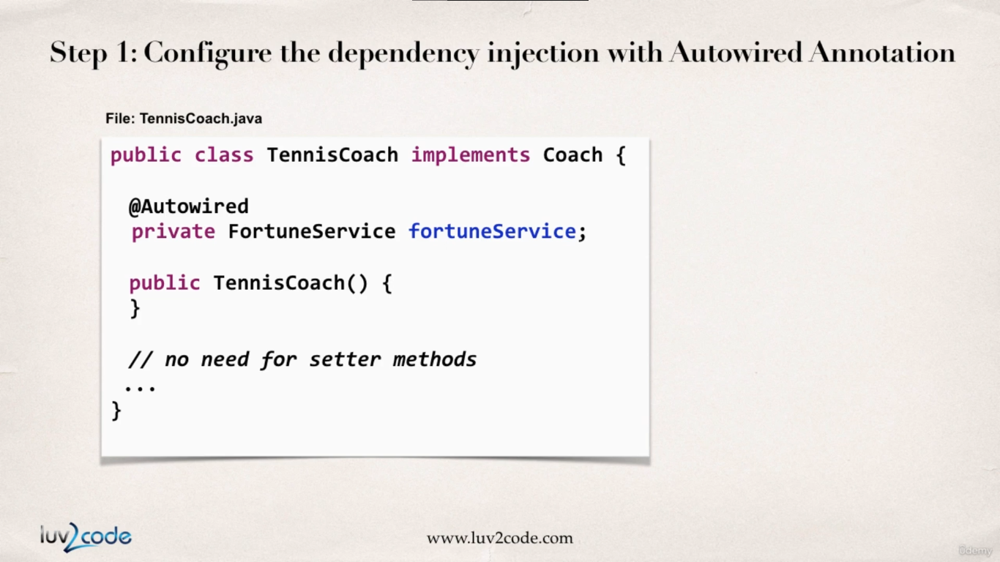 Step 1: Configure the dependency injection with Autowired Annotation
File: TennisCoach.java
public class TennisCoach implements Coach {
@Autowired
private FortuneService fortuneService;
public TennisCoach() {
}
// no need for setter methods
...
}
luv2code
www.luv2code.com
ûdemy